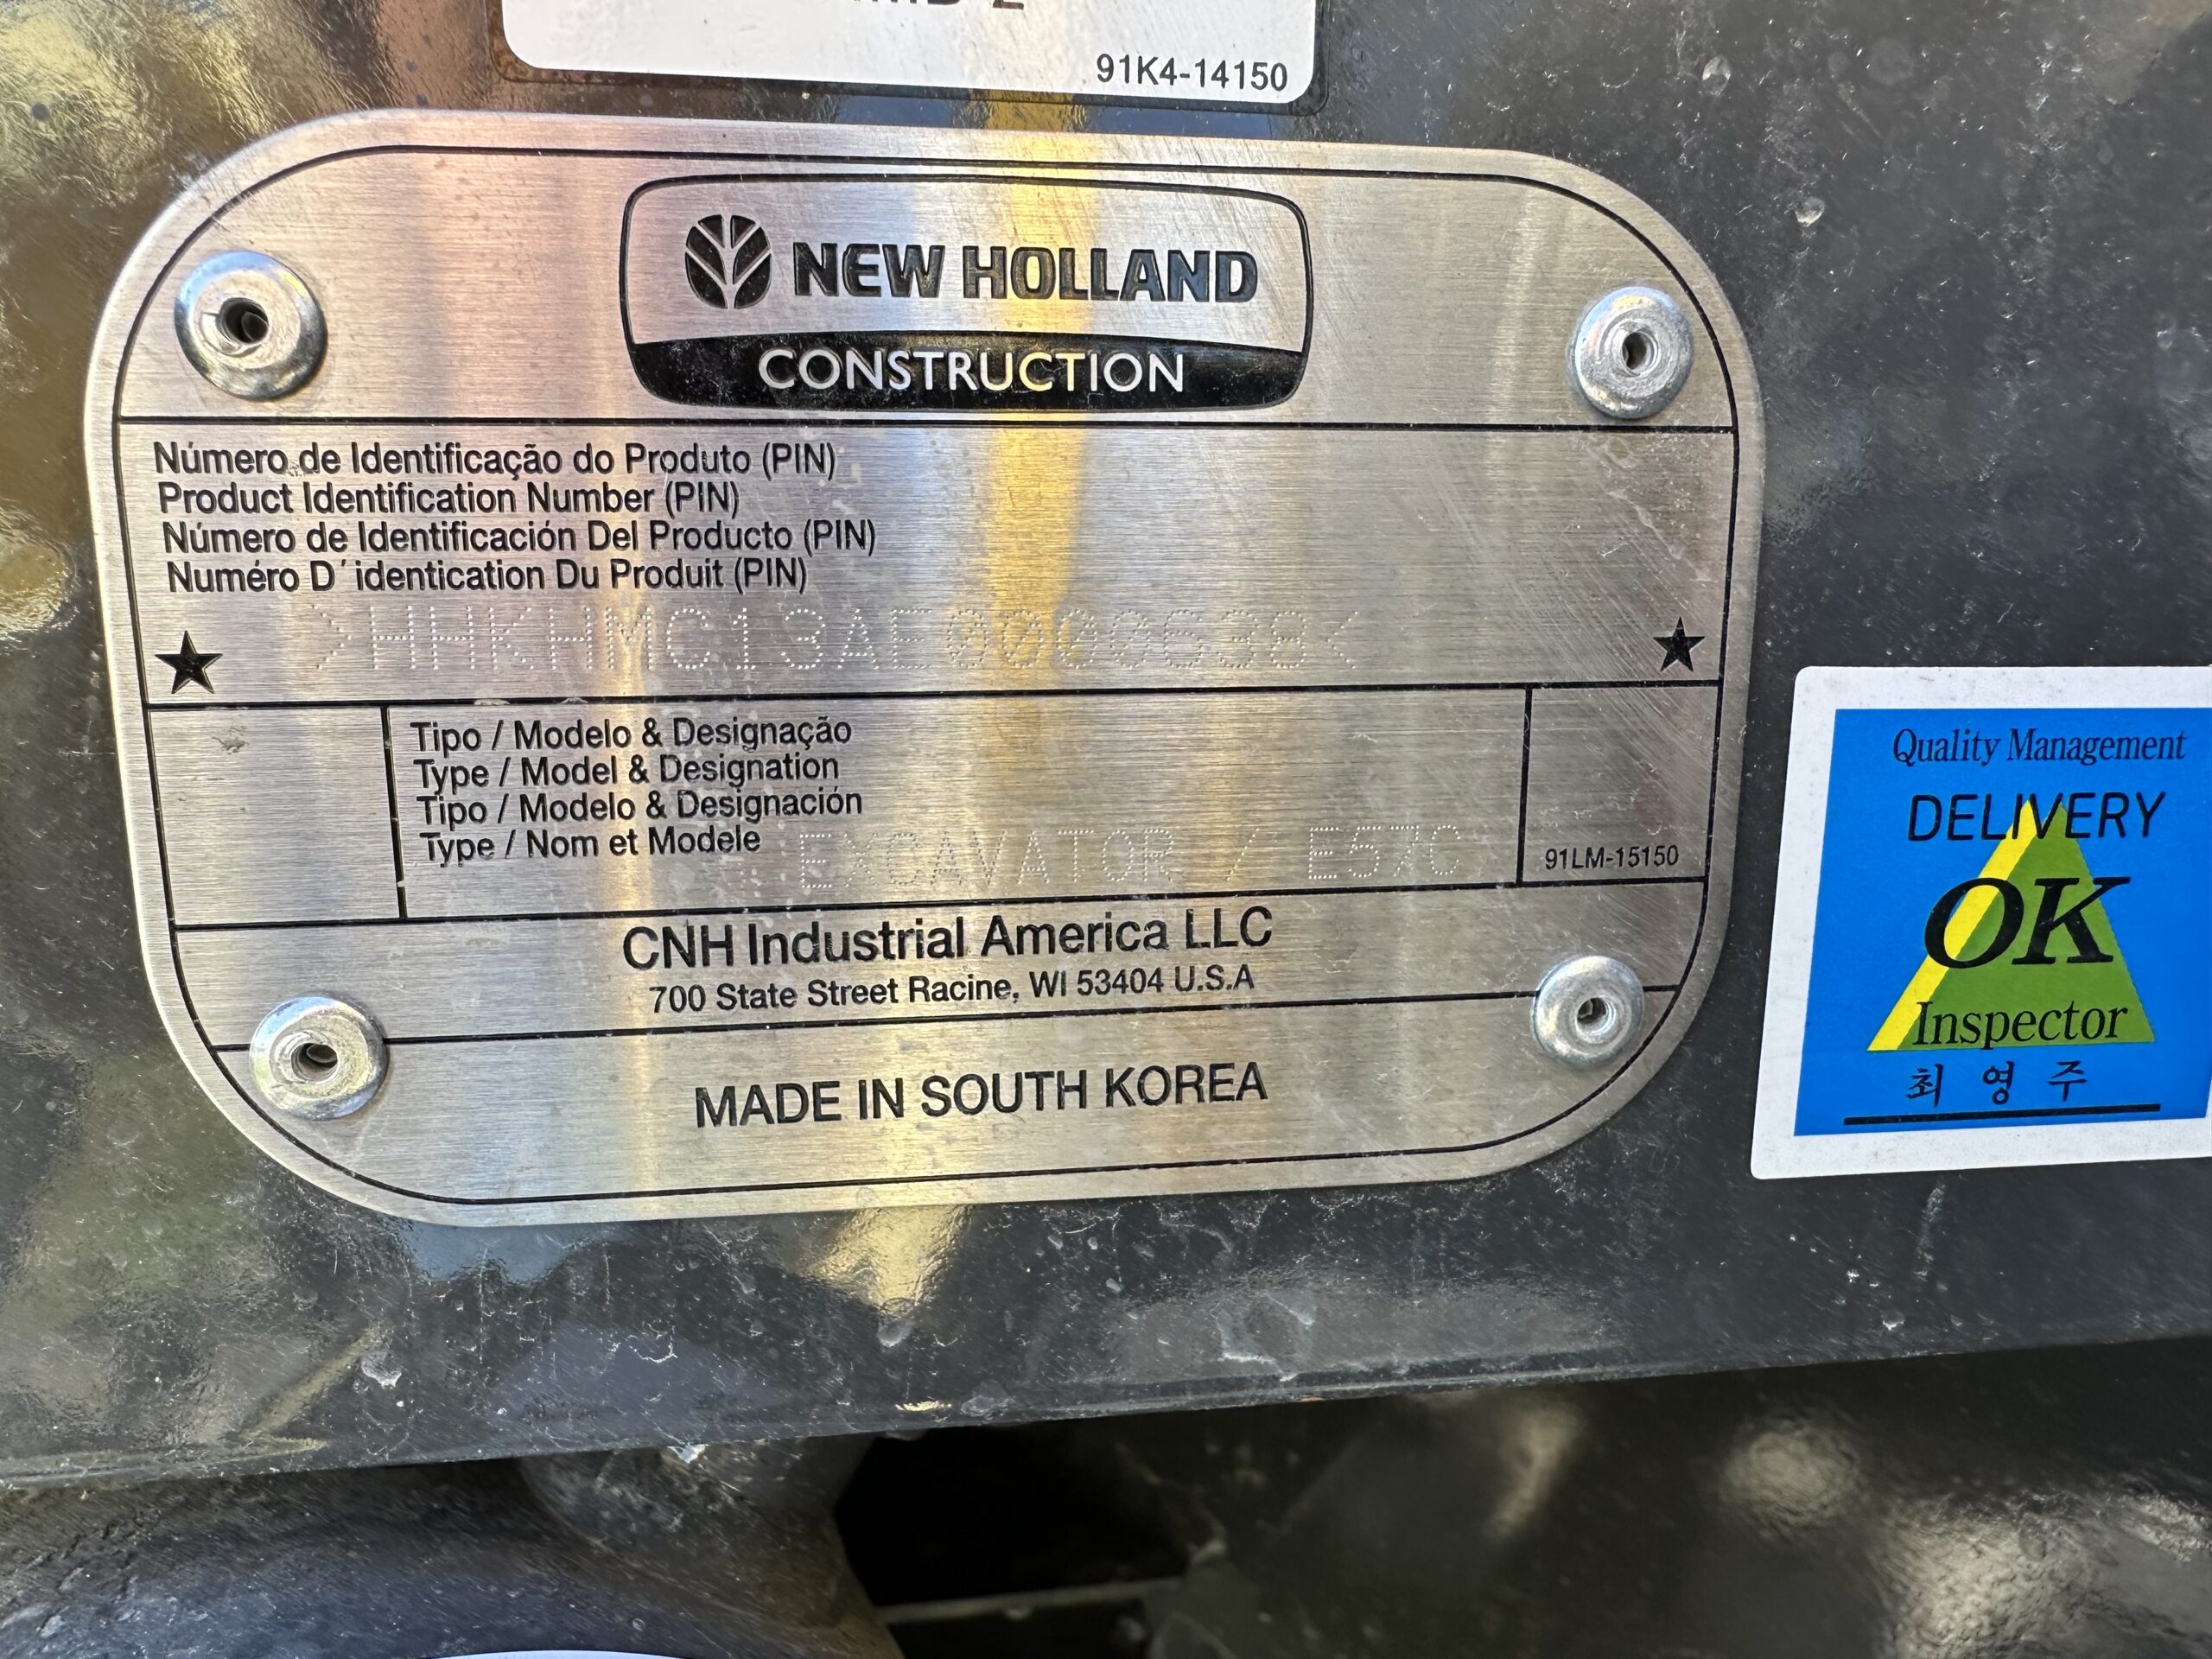 91K4-14150
NEW HOLLAND
CONSTRUCTION
Número de Identificação do Produto (PIN)
Product Identification Number (PIN)
Número de Identificación Del Producto (PIN)
Numéro D´identication Du Produit (PIN)
★ >HHKHMC13AE0000638< ★
Tipo / Modelo & Designação
Type / Model & Designation
Tipo / Modelo & Designación
Type / Nom et Modele
EXCAVATOR / E57C
91LM-15150
CNH Industrial America LLC
700 State Street Racine, WI 53404 U.S.A
MADE IN SOUTH KOREA
Quality Management
DELIVERY
OK
Inspector
최 영 주